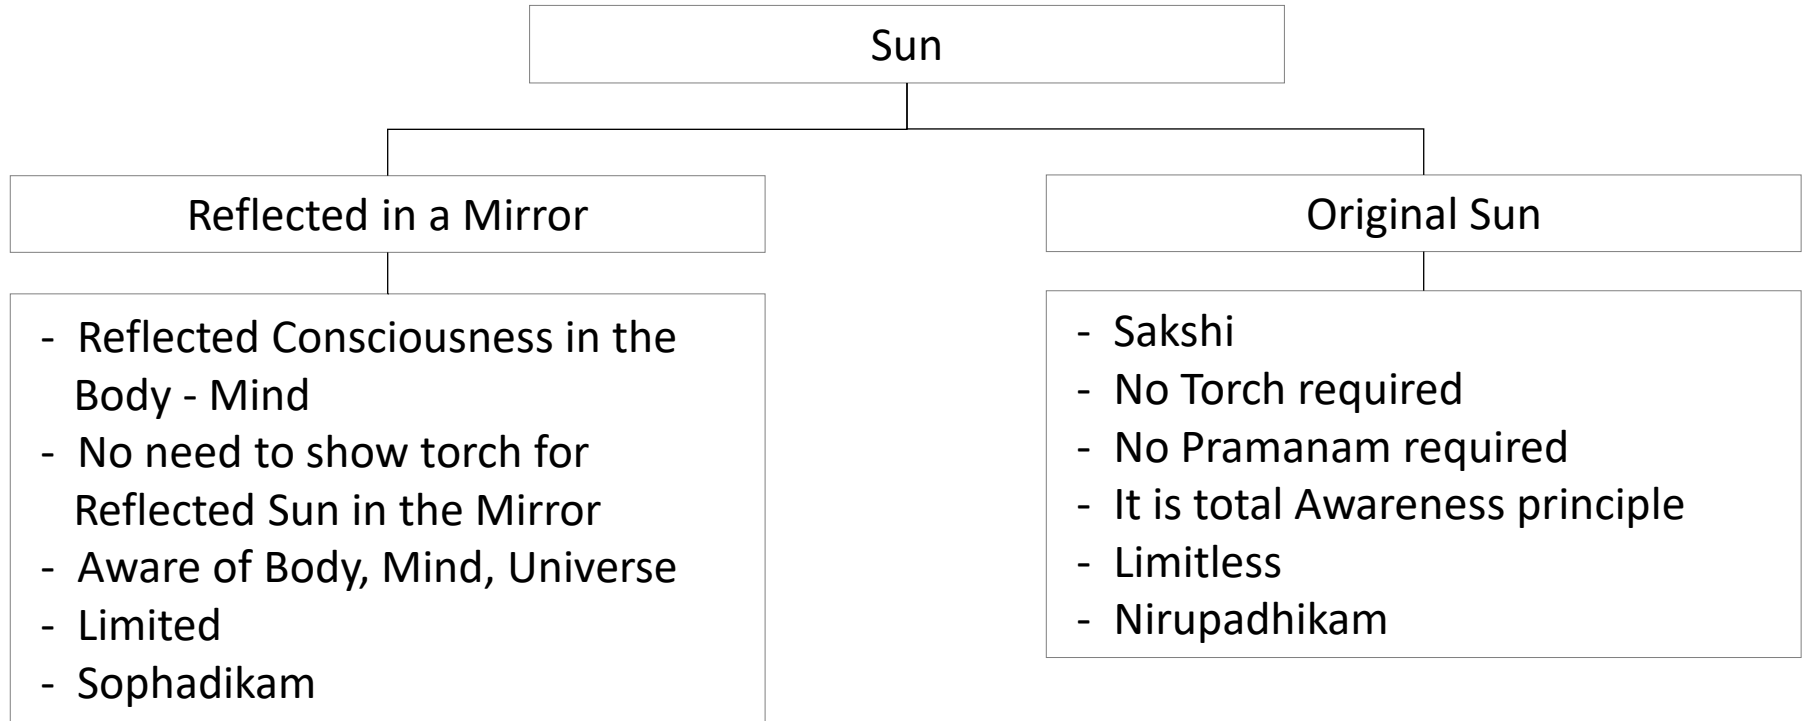 Sun
Reflected in a Mirror
Original Sun
- Reflected Consciousness in the
Body - Mind
- No need to show torch for
Reflected Sun in the Mirror
- Aware of Body, Mind, Universe
- Limited
- Sophadikam
- Sakshi
- No Torch required
- No Pramanam required
- It is total Awareness principle
- Limitless
- Nirupadhikam